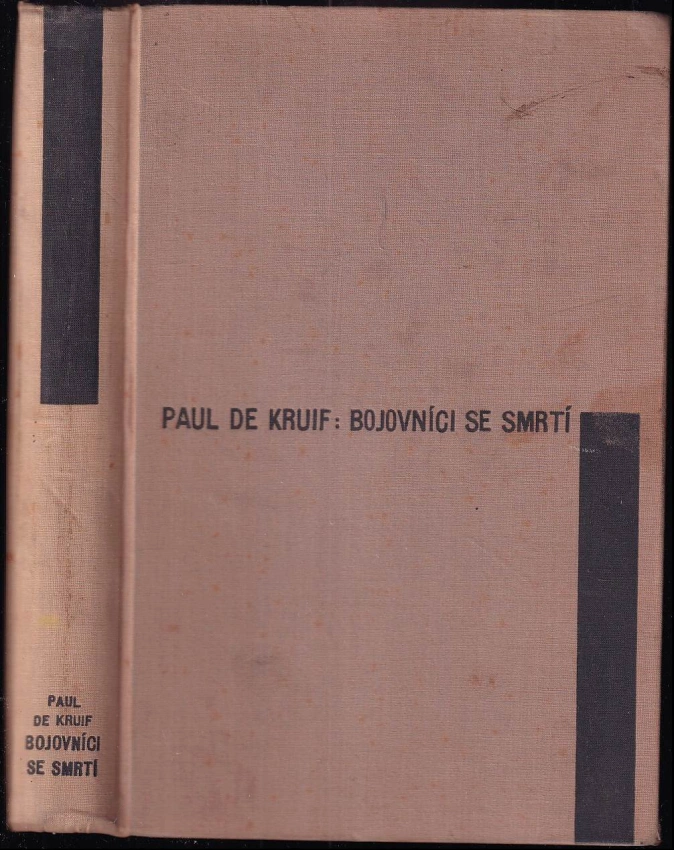 PAUL DE KRUIF: BOJOVNÍCI SE SMRTÍ
PAUL
DE KRUIF
BOJOVNÍCI
SE SMRTÍ